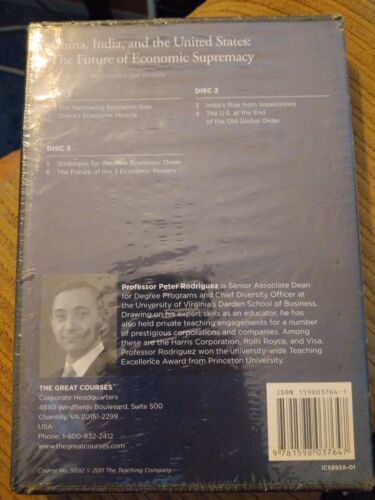 China, India, and the United States:
The Future of Economic Supremacy
DISC 2
The Narrowing Economic Gap
China's Economic Miracle
3 India's Rise from Isolationism
4 The U.S. at the End
of the Old Global Order
DISC 3
5 Strategies for the New Economic Order
6 The Future of the 3 Economic Powers
Professor Peter Rodriguez is Senior Associate Dean
for Degree Programs and Chief Diversity Officer at
the University of Virginia's Darden School of Business.
Drawing on his expert skills as an educator, he has
also held private teaching engagements for a number
of prestigious corporations and companies. Among
these are the Harris Corporation, Rolls Royce, and Visa.
Professor Rodriguez won the university-wide Teaching
Excellence Award from Princeton University.
THE GREAT COURSES™
Corporate Headquarters
4840 Westfields Boulevard, Suite 500
Chantilly, VA 20151-2299
USA
Phone: 1-800-832-2412
www.thegreatcourses.com
Course No. 5892 © 2011 The Teaching Company
ISBN 159803764-1
9 781598 037647
IC5892A-01